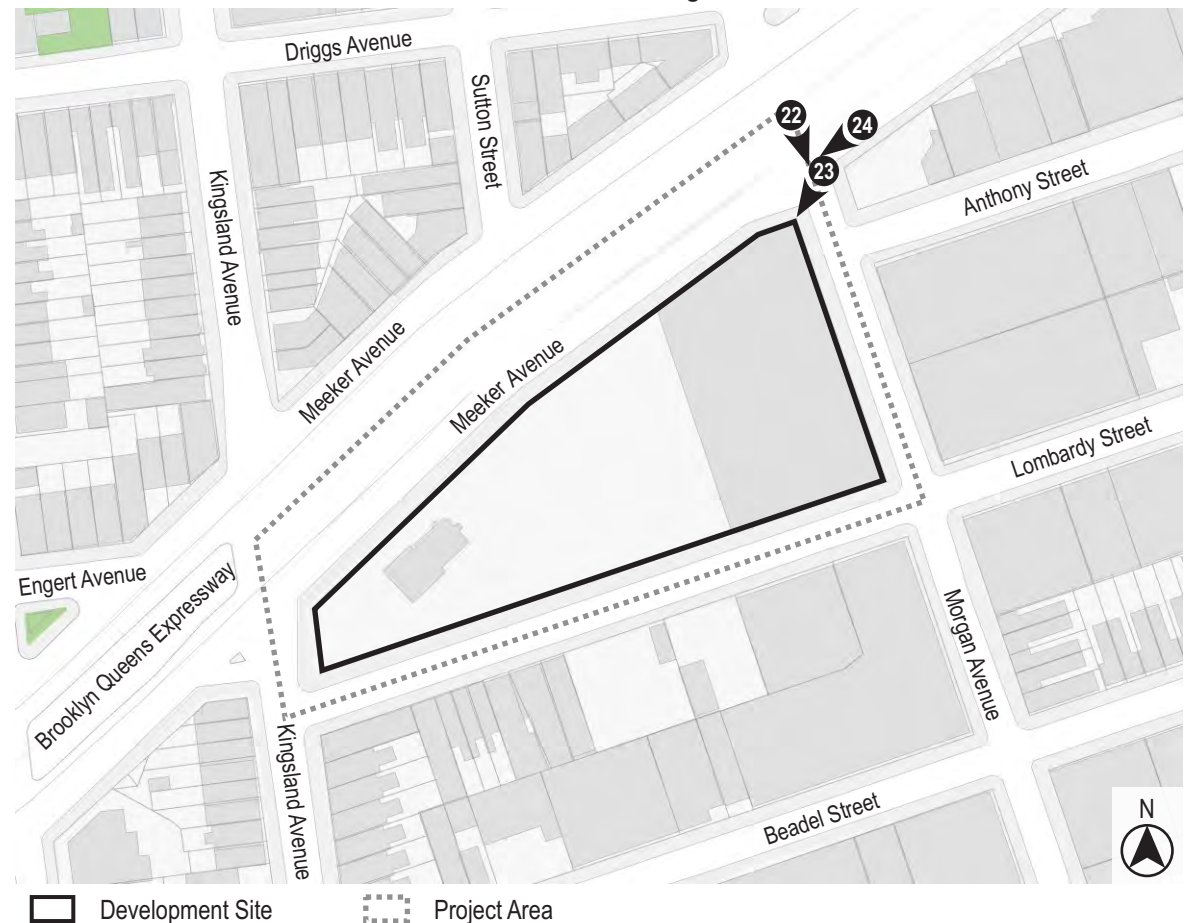 Driggs Avenue
Sutton Street
22
24
23
Kingsland Avenue
Anthony Street
Meeker Avenue
Meeker Avenue
Lombardy Street
Engert Avenue
Brooklyn Queens Expressway
Morgan Avenue
Kingsland Avenue
Beadel Street
N
Development Site
Project Area